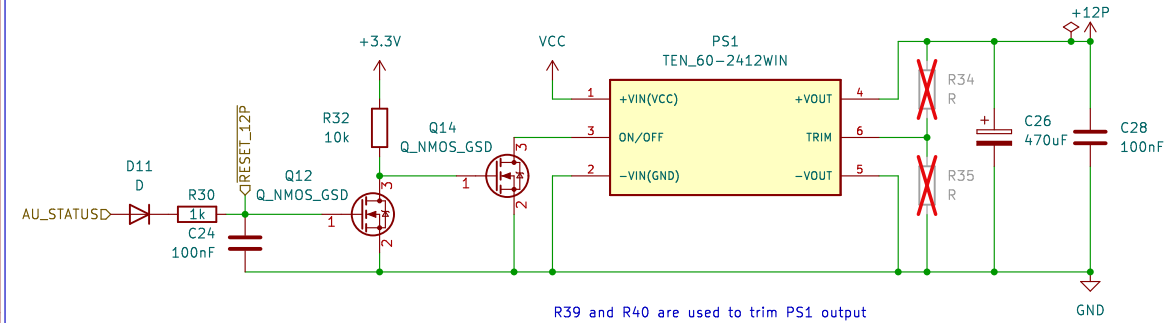 +12P
+3.3V
VCC
PS1
TEN_60-2412WIN
R34
R
1
+VIN(VCC)
+VOUT
4
RESET_12P
R32
10k
Q14
Q_NMOS_GSD
3
3
ON/OFF
TRIM
6
C26
470uF
+
C28
100nF
D11
D
Q12
Q_NMOS_GSD
3
1
2
-VIN(GND)
-VOUT
5
R35
R
R30
1k
2
AU_STATUS
1
C24
100nF
2
GND
R39 and R40 are used to trim PS1 output